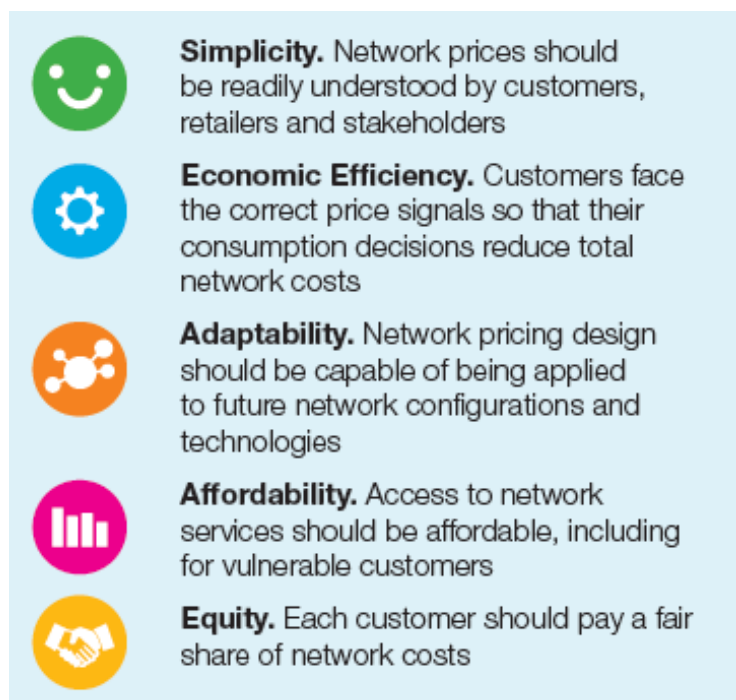 Simplicity. Network prices should
be readily understood by customers,
retailers and stakeholders
Economic Efficiency. Customers face
the correct price signals so that their
consumption decisions reduce total
network costs
Adaptability. Network pricing design
should be capable of being applied
to future network configurations and
technologies
Affordability. Access to network
services should be affordable, including
for vulnerable customers
Equity. Each customer should pay a fair
share of network costs